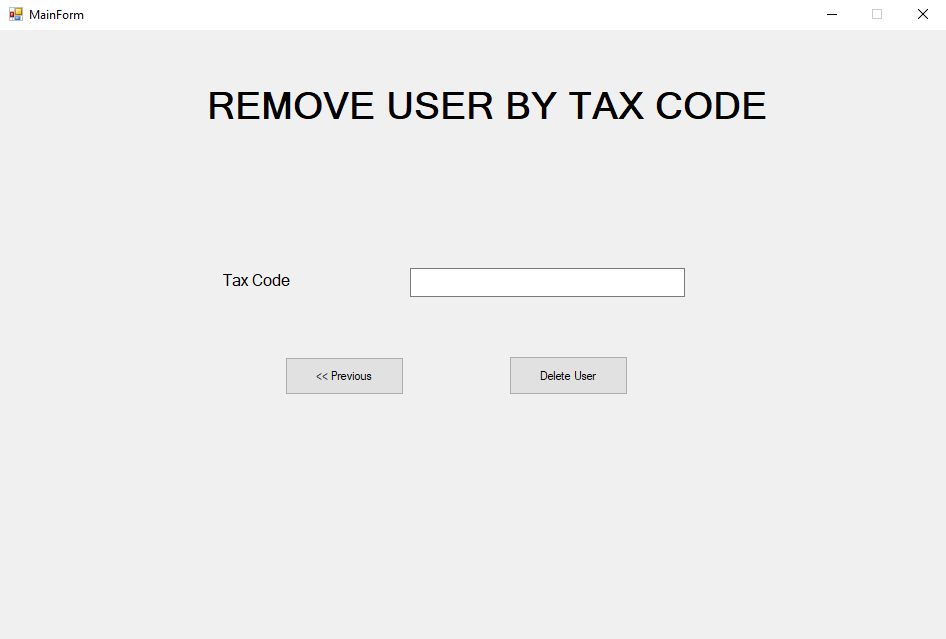 MainForm
REMOVE USER BY TAX CODE
Tax Code
<< Previous
Delete User